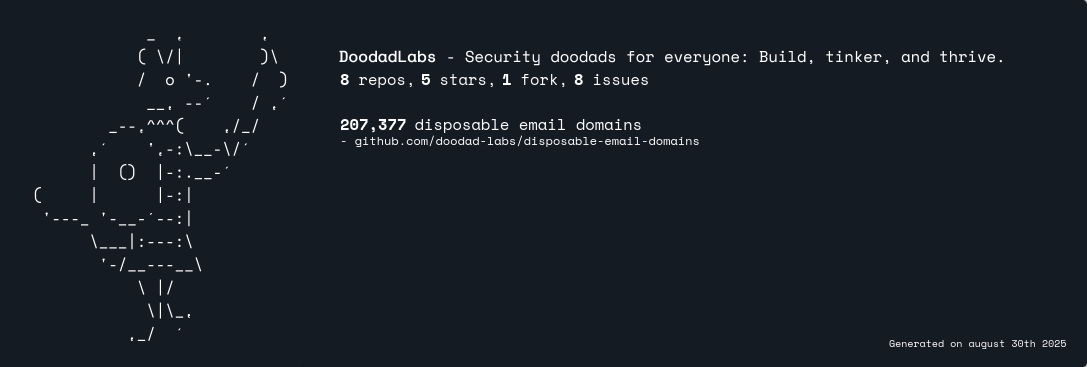 DoodadLabs - Security doodads for everyone: Build, tinker, and thrive.
8 repos, 5 stars, 1 fork, 8 issues
207,377 disposable email domains
- github.com/doodad-labs/disposable-email-domains
Generated on august 30th 2025